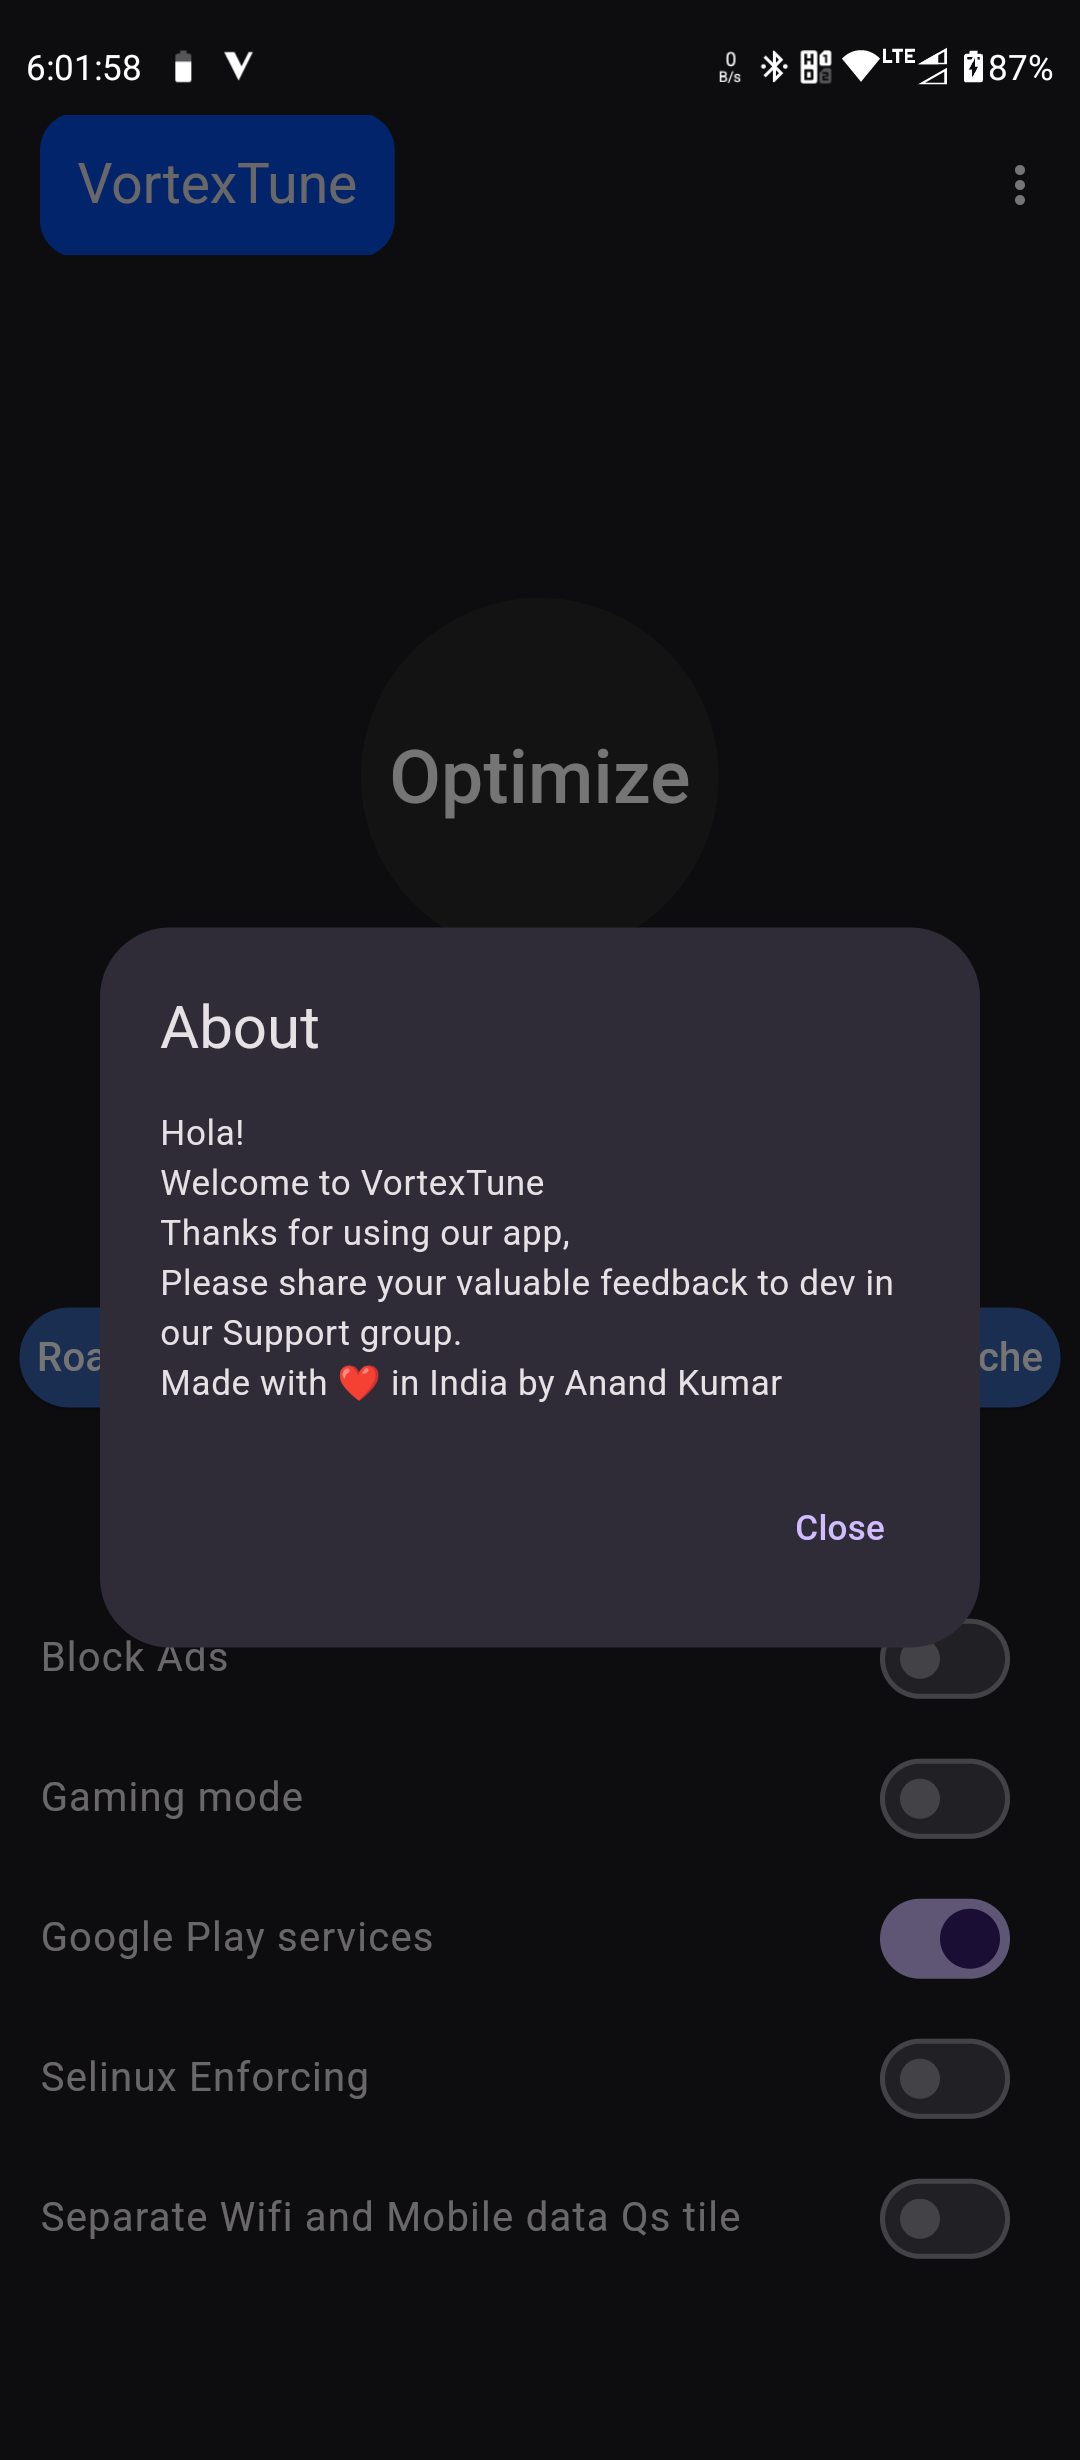 6:01:58
0 B/s
LTE
87%
VortexTune
Optimize
About
Hola!
Welcome to VortexTune
Thanks for using our app,
Please share your valuable feedback to dev in
our Support group.
Made with ❤️ in India by Anand Kumar
Close
Block Ads
Gaming mode
Google Play services
Selinux Enforcing
Separate Wifi and Mobile data Qs tile